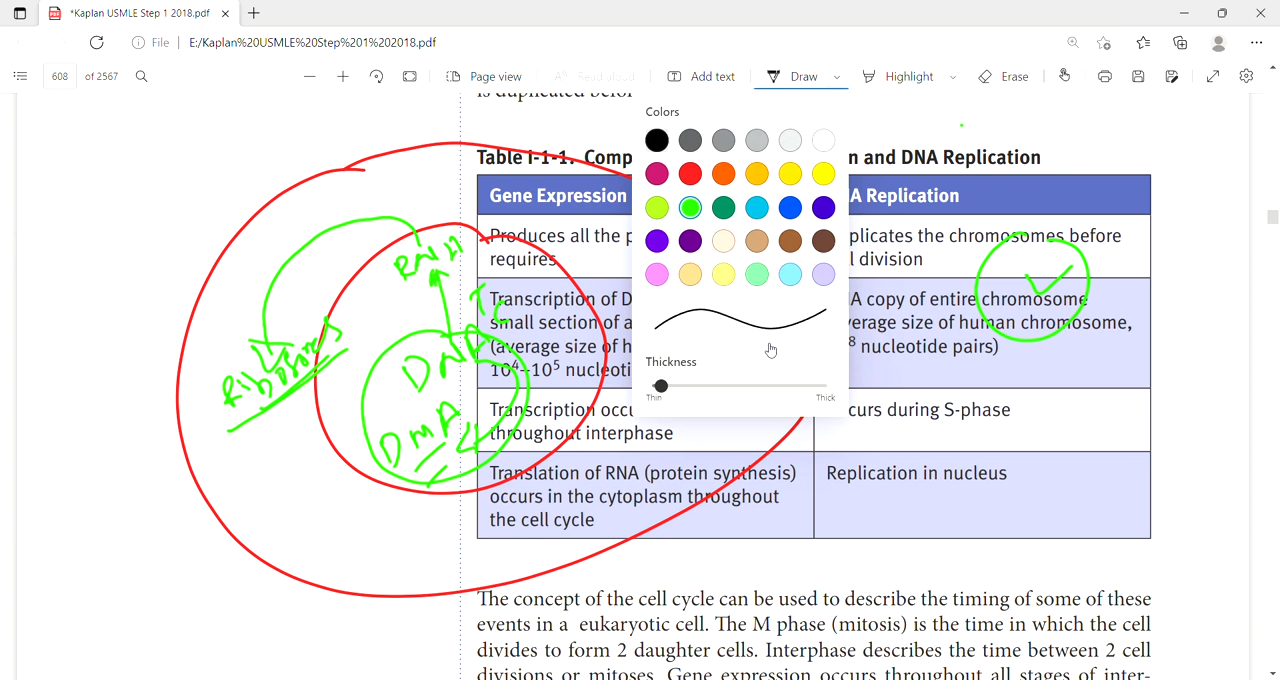 *Kaplan USMLE Step 1 2018.pdf
File | E:/Kaplan%20USMLE%20Step%201%202018.pdf
608 of 2567
Page view
Read aloud
Add text
Draw
Highlight
Erase
is duplicated befor
Colors
Thickness
Thin Thick
Table I-1-1. Comp n and DNA Replication
Gene Expression A Replication
Produces all the p plicates the chromosomes before
requires l division
Transcription of D A copy of entire chromosome
small section of a verage size of human chromosome,
(average size of h 8 nucleotide pairs)
104–105 nucleoti
Transcription occu curs during S-phase
throughout interphase
Translation of RNA (protein synthesis) Replication in nucleus
occurs in the cytoplasm throughout
the cell cycle
DNA
Ribosomes
The concept of the cell cycle can be used to describe the timing of some of these
events in a eukaryotic cell. The M phase (mitosis) is the time in which the cell
divides to form 2 daughter cells. Interphase describes the time between 2 cell
divisions or mitoses. Gene expression occurs throughout all stages of inter-